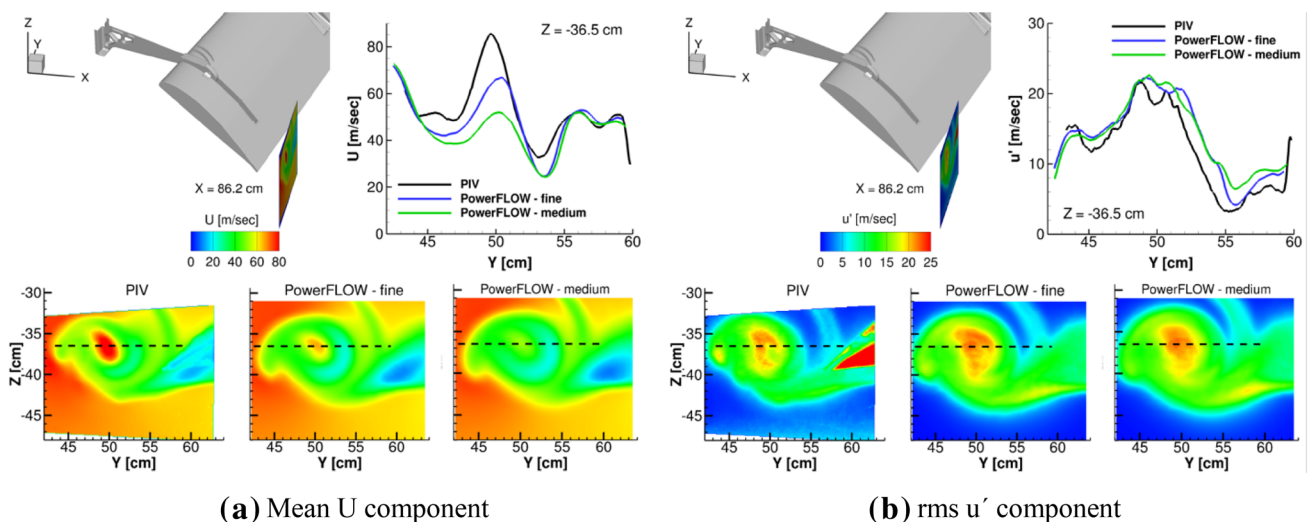 Z
Y
X
X = 86.2 cm
U [m/sec]
0 20 40 60 80
Z = -36.5 cm
U [m/sec]
80
60
40
20
0
PIV
PowerFLOW - fine
PowerFLOW - medium
45 50 55 60
Y [cm]
PIV
PowerFLOW - fine
PowerFLOW - medium
Z [cm]
-30
-35
-40
-45
45 50 55 60
Y [cm]
45 50 55 60
Y [cm]
45 50 55 60
Y [cm]
(a) Mean U component
Z
Y
X
X = 86.2 cm
u' [m/sec]
0 5 10 15 20 25
PIV
PowerFLOW - fine
PowerFLOW - medium
u' [m/sec]
30
20
10
0
Z = -36.5 cm
45 50 55 60
Y [cm]
PIV
PowerFLOW - fine
PowerFLOW - medium
Z [cm]
-30
-35
-40
-45
45 50 55 60
Y [cm]
45 50 55 60
Y [cm]
45 50 55 60
Y [cm]
(b) rms u´ component